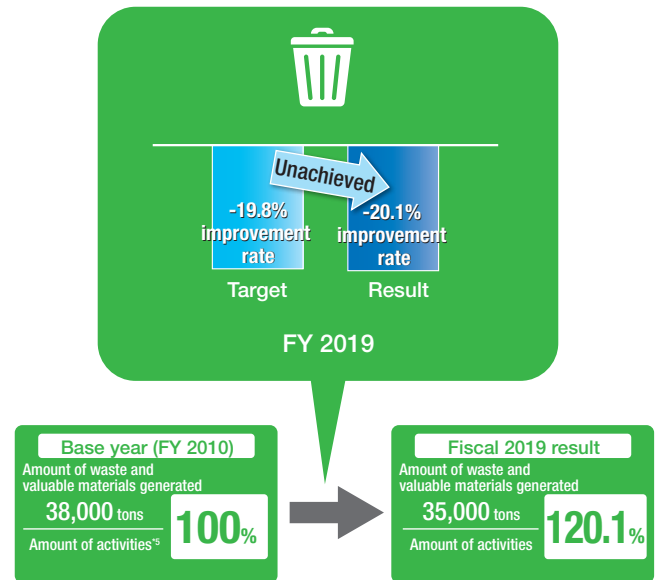 Unachieved
-19.8%
improvement
rate
-20.1%
improvement
rate
Target
Result
FY 2019
Base year (FY 2010)
Amount of waste and
valuable materials generated
38,000 tons
Amount of activities*5
100%
Fiscal 2019 result
Amount of waste and
valuable materials generated
35,000 tons
Amount of activities
120.1%